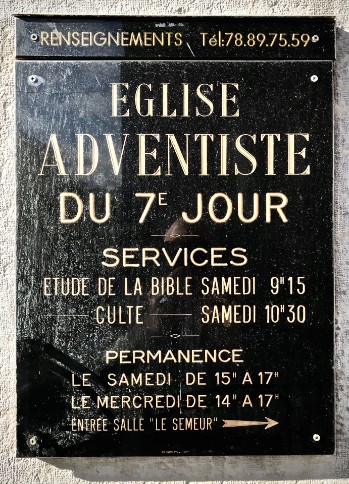 RENSEIGNEMENTS Tél:78.89.75.59
EGLISE
ADVENTISTE
DU 7E JOUR
SERVICES
ETUDE DE LA BIBLE SAMEDI 9H15
CULTE SAMEDI 10H30
PERMANENCE
LE SAMEDI DE 15H A 17H
LE MERCREDI DE 14H A 17H
ENTRÉE SALLE "LE SEMEUR"